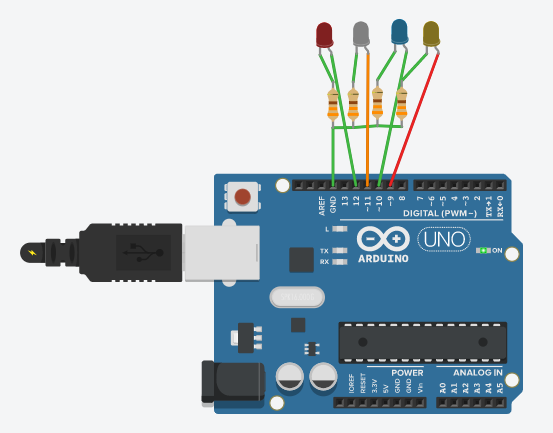 AREF
GND
13
12
~11
~10
~9
8
7
~6
~5
4
~3
2
TX→1
RX←0
DIGITAL (PWM~)
L
TX
RX
ARDUINO
UNO
ON
IOREF
RESET
3.3V
5V
GND
GND
Vin
POWER
ANALOG IN
A0
A1
A2
A3
A4
A5